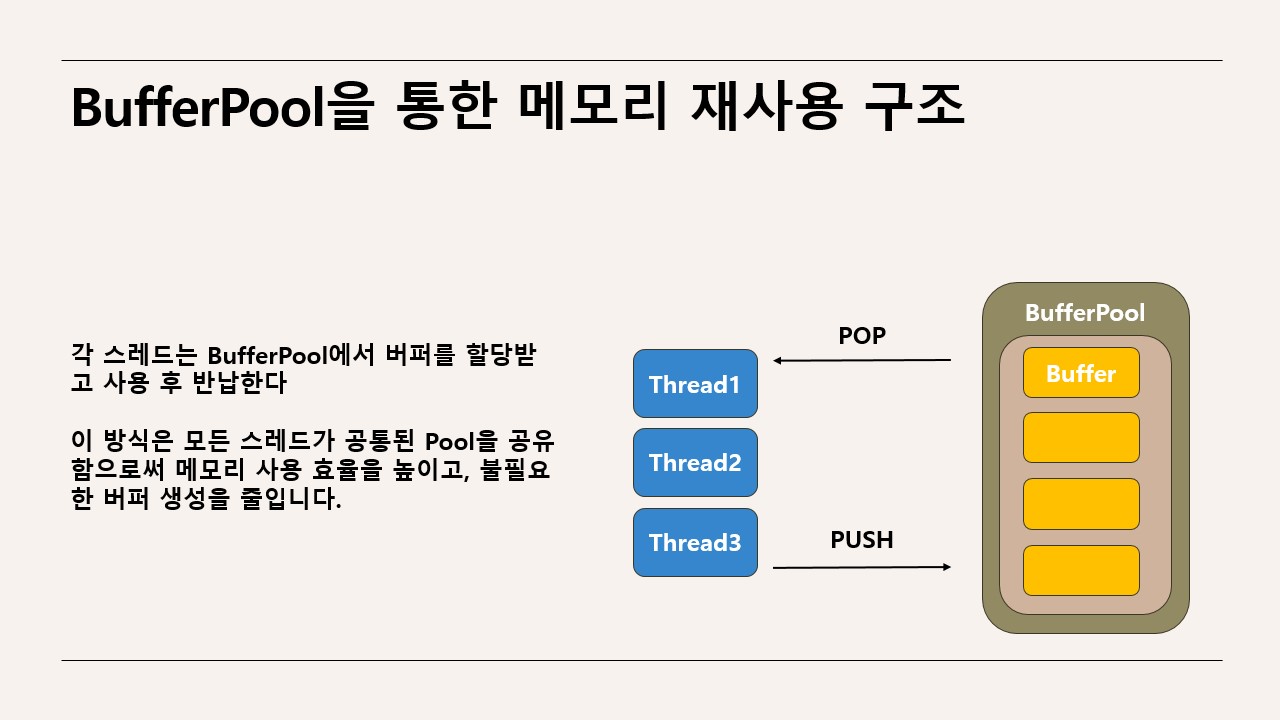 BufferPool을 통한 메모리 재사용 구조
각 스레드는 BufferPool에서 버퍼를 할당받
고 사용 후 반납한다
이 방식은 모든 스레드가 공통된 Pool을 공유
함으로써 메모리 사용 효율을 높이고, 불필요
한 버퍼 생성을 줄입니다.
Thread1
Thread2
Thread3
POP
PUSH
BufferPool
Buffer